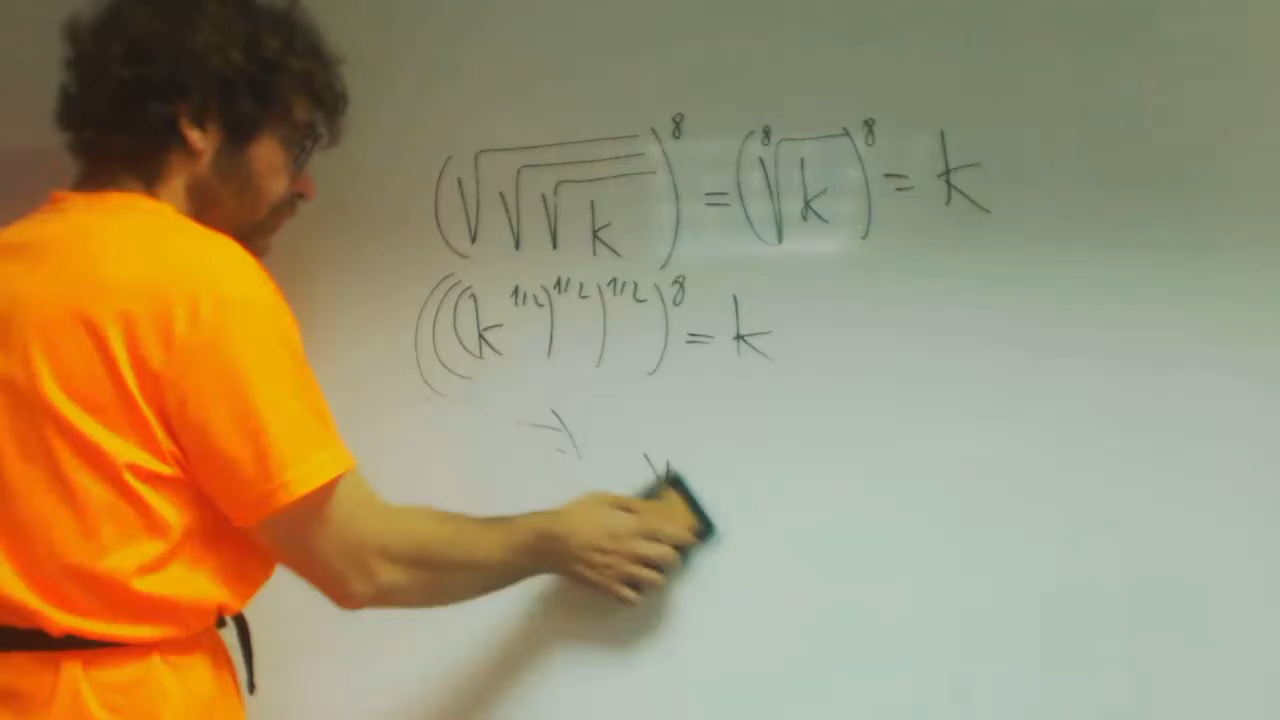 (√√√k)⁸ = (⁸√k)⁸ = k
(((k^1/2)^1/2)^1/2)⁸ = k